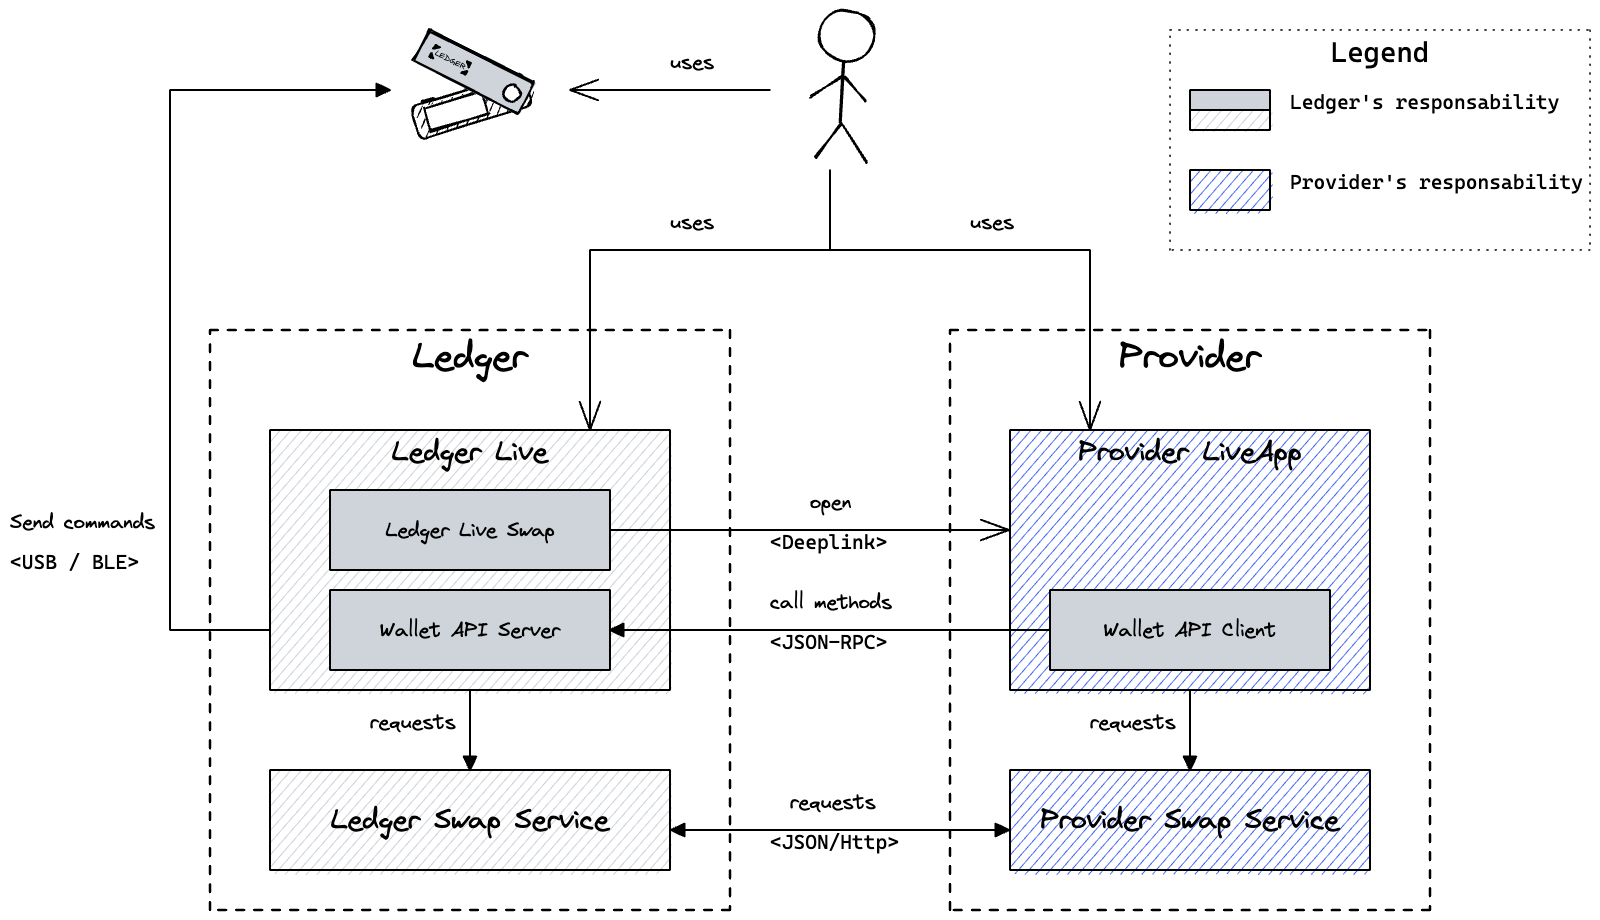 LEDGER
uses
Legend
Ledger's responsability
Provider's responsability
uses
uses
Ledger
Provider
Ledger Live
Provider LiveApp
Ledger Live Swap
open
<Deeplink>
Send commands
<USB / BLE>
Wallet API Server
call methods
<JSON-RPC>
Wallet API Client
requests
requests
Ledger Swap Service
requests
<JSON/Http>
Provider Swap Service